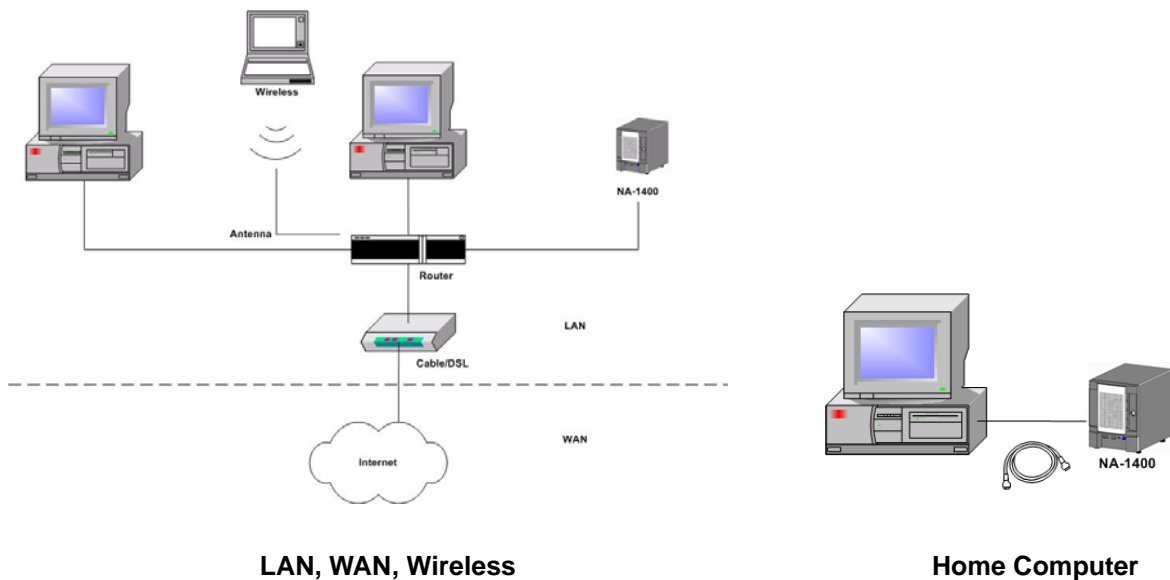 Wireless
NA-1400
Antenna
Router
LAN
Cable/DSL
WAN
Internet
NA-1400
LAN, WAN, Wireless
Home Computer